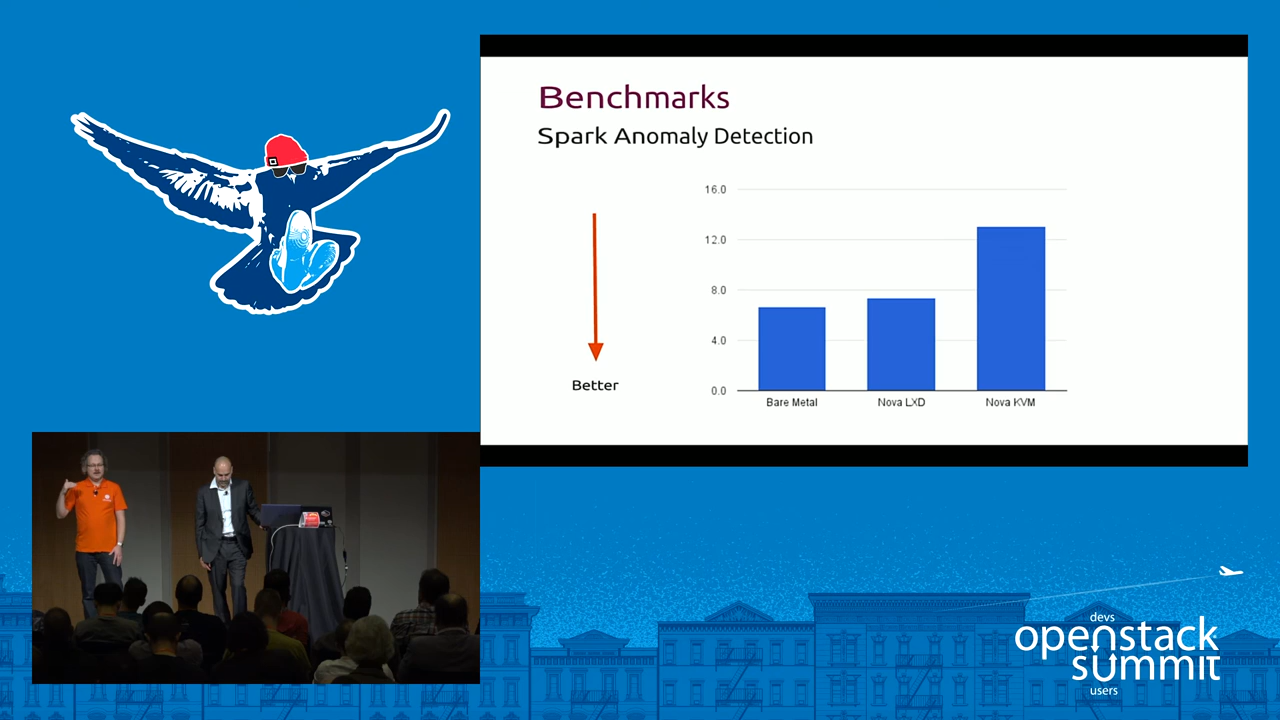 Benchmarks
Spark Anomaly Detection
16.0
12.0
8.0
4.0
0.0
Better
Bare Metal
Nova LXD
Nova KVM
devs
openstack
summit
users